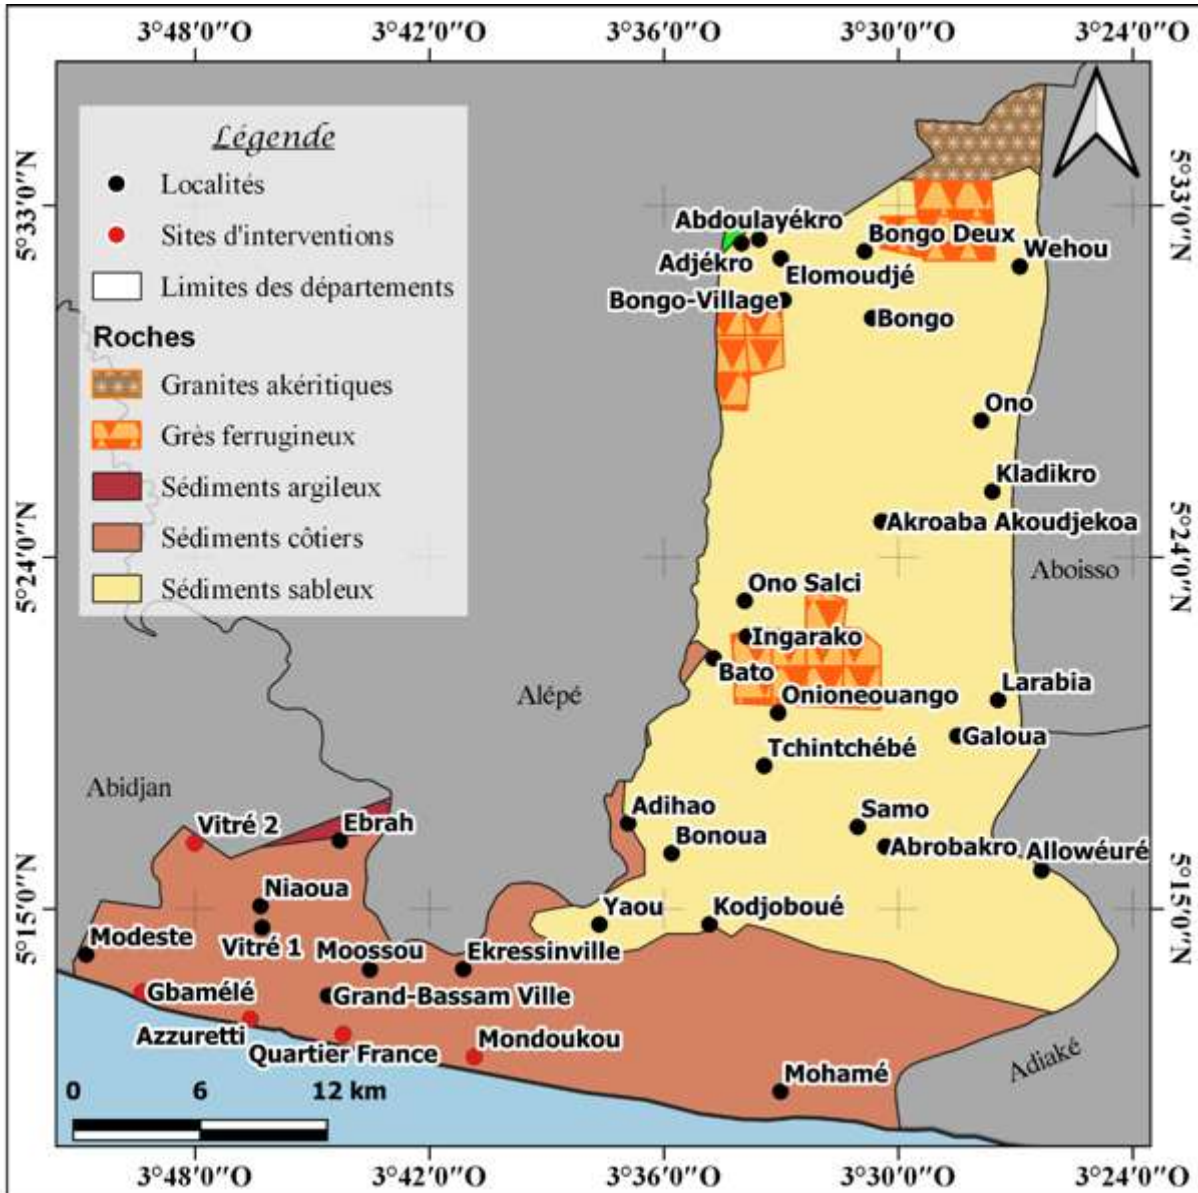 3°48'0"O 3°42'0"O 3°36'0"O 3°30'0"O 3°24'0"O
Légende
Localités
Sites d'interventions
Limites des départements
Roches
Granites akéritiques
Grès ferrugineux
Sédiments argileux
Sédiments côtiers
Sédiments sableux
5°33'0"N
5°33'0"N
Abdoulayékro
Bongo Deux
Wehou
Adjékro
Elomoudjé
Bongo-Village
Bongo
Ono
Kladikro
Akroaba Akoudjekoa
5°24'0"N
5°24'0"N
Aboisso
Ono Salci
Ingarako
Bato
Onioneouango
Larabia
Alépé
Galoua
Tchintchébé
Abidjan
Vitré 2
Ebrah
Adihao
Samo
Bonoua
Abrobakro
Allowéuré
Niaoua
5°15'0"N
5°15'0"N
Yaou
Kodjoboué
Modeste
Vitré 1
Moossou
Ekressinville
Gbamélé
Grand-Bassam Ville
Azzuretti
Quartier France
Mondoukou
Adiaké
Mohamé
0 6 12 km
3°48'0"O 3°42'0"O 3°36'0"O 3°30'0"O 3°24'0"O